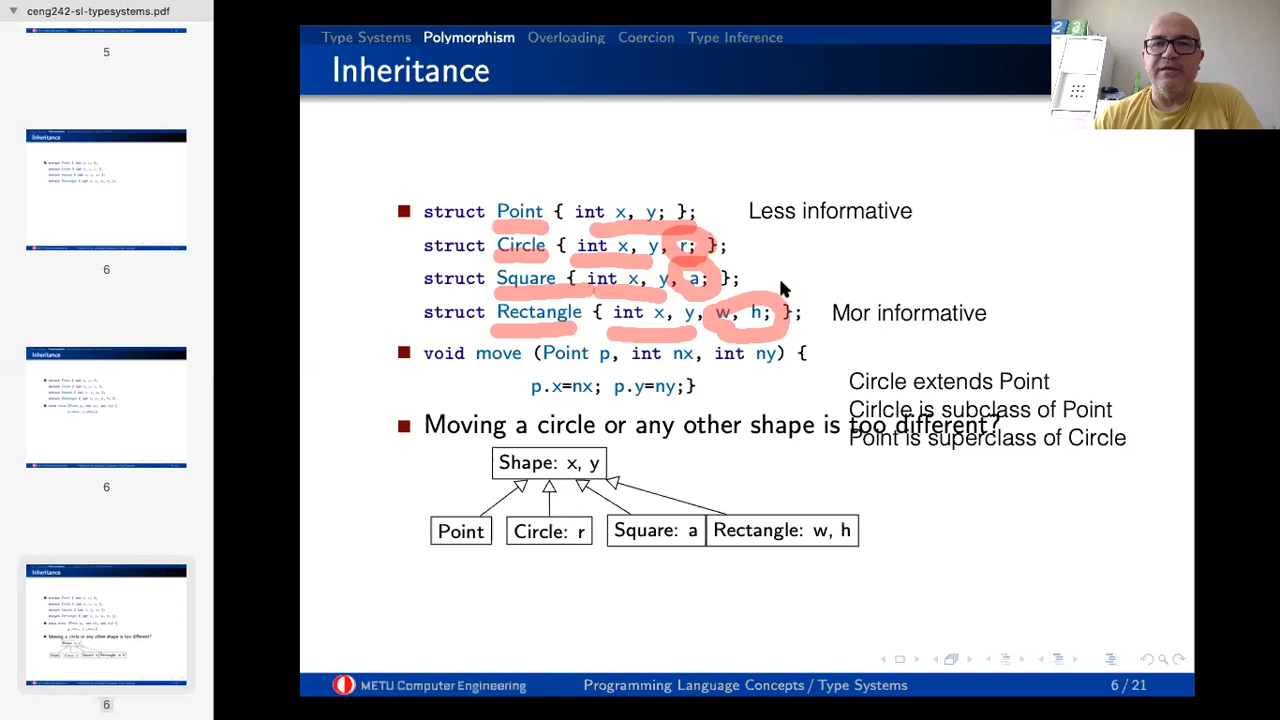 ceng242-sl-typesystems.pdf
5
6
6
6
Type Systems Polymorphism Overloading Coercion Type Inference
Inheritance
struct Point { int x, y; };
Less informative
struct Circle { int x, y, r; };
struct Square { int x, y, a; };
struct Rectangle { int x, y, w, h; };
Mor informative
void move (Point p, int nx, int ny) {
p.x=nx; p.y=ny;}
Circle extends Point
Cirlcle is subclass of Point
Moving a circle or any other shape is too different?
Point is superclass of Circle
Shape: x, y
Point
Circle: r
Square: a
Rectangle: w, h
METU Computer Engineering
Programming Language Concepts / Type Systems
6 / 21